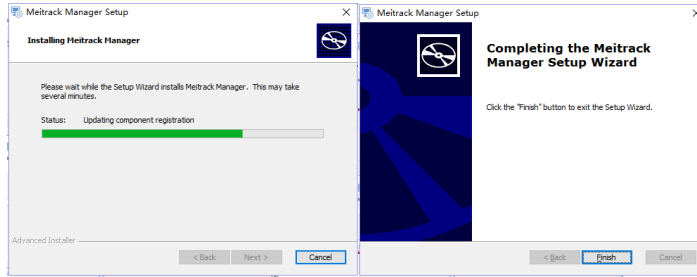 Meitrack Manager Setup
Installing Meitrack Manager
Please wait while the Setup Wizard installs Meitrack Manager. This may take
several minutes.
Status: Updating component registration
Advanced Installer
< Back Next > Cancel
Meitrack Manager Setup
Completing the Meitrack
Manager Setup Wizard
Click the "Finish" button to exit the Setup Wizard.
< Back Finish Cancel